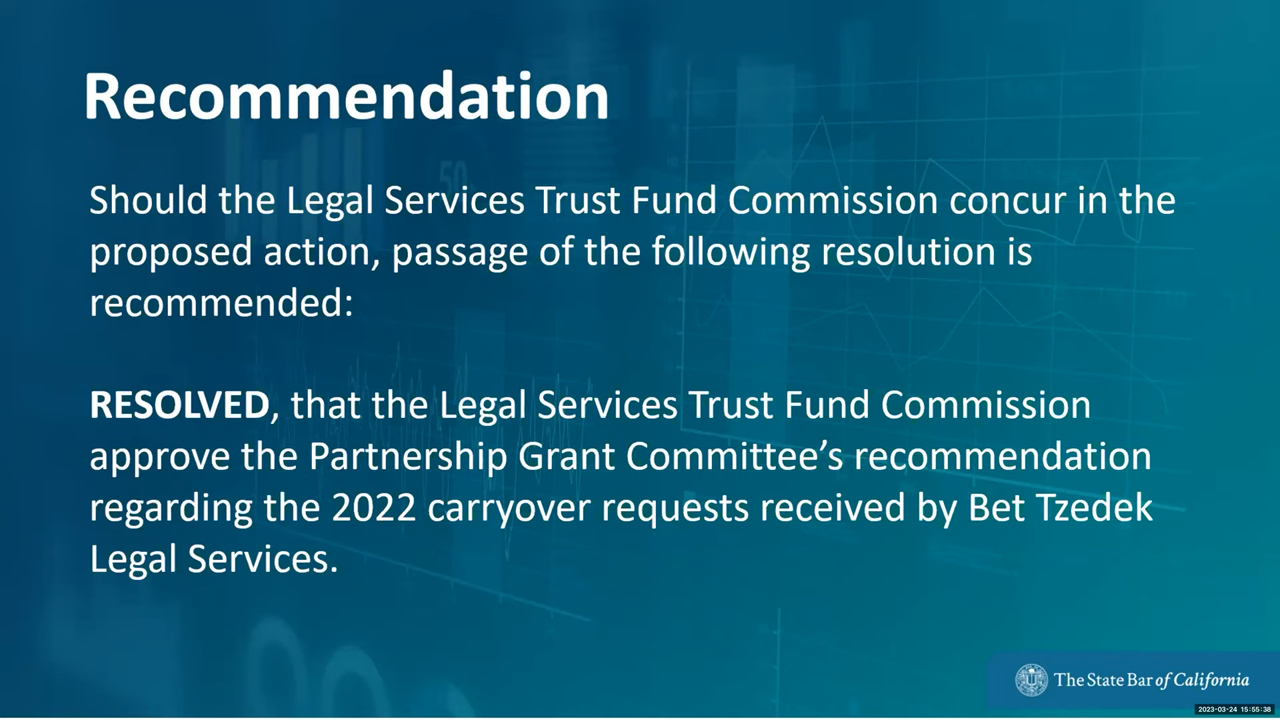 Recommendation
Should the Legal Services Trust Fund Commission concur in the
proposed action, passage of the following resolution is
recommended:
RESOLVED, that the Legal Services Trust Fund Commission
approve the Partnership Grant Committee’s recommendation
regarding the 2022 carryover requests received by Bet Tzedek
Legal Services.
The State Bar of California
2023-03-24 15:55:38